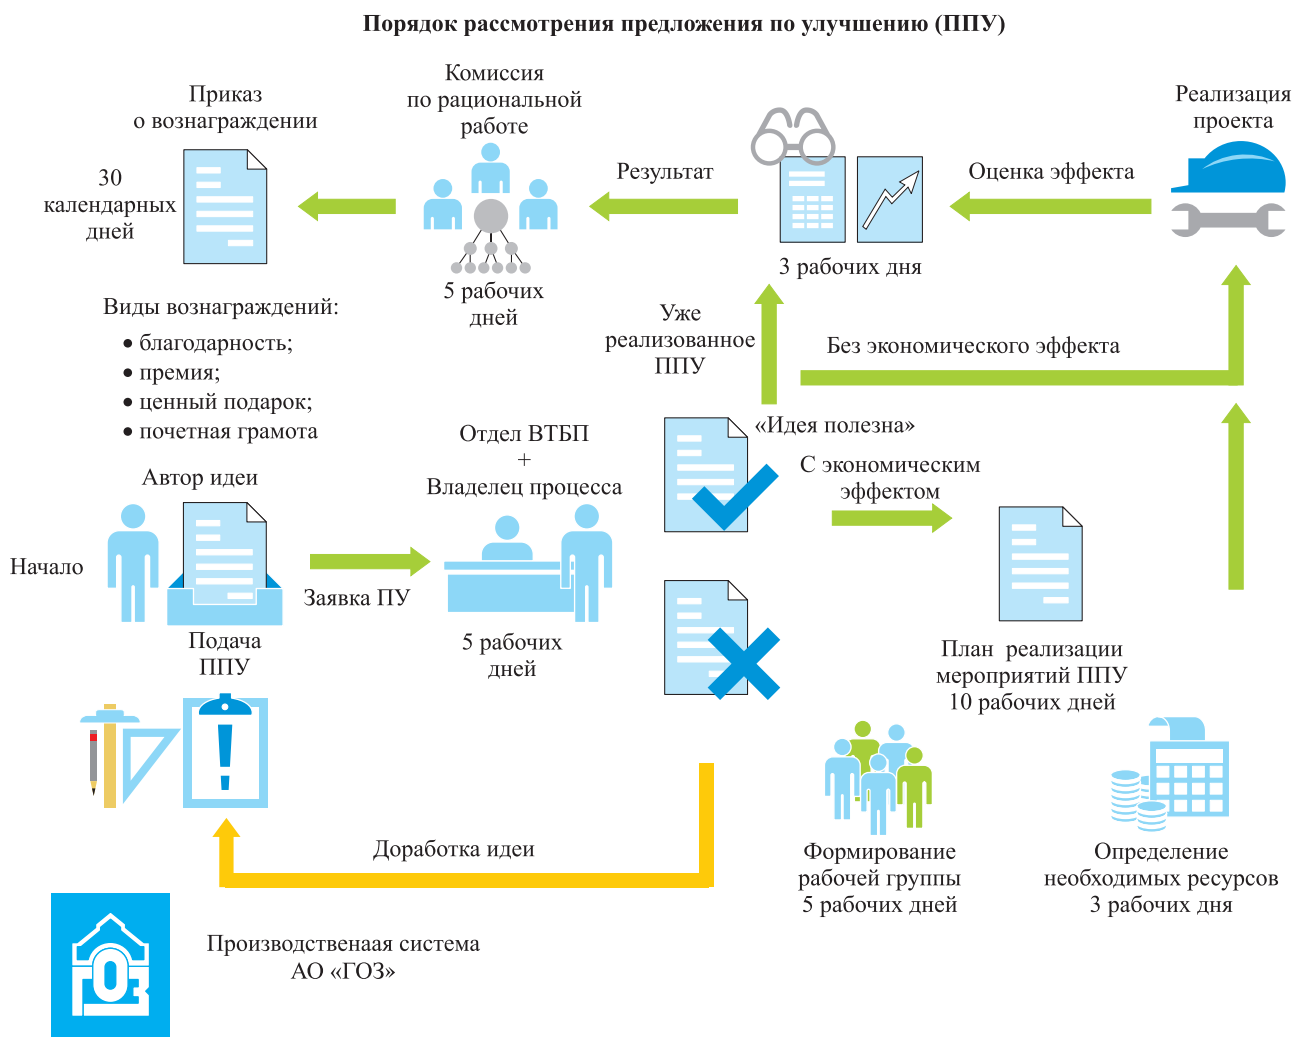 Порядок рассмотрения предложения по улучшению (ППУ)
Приказ
о вознаграждении
30
календарных
дней
Комиссия
по рациональной
работе
5 рабочих
дней
Результат
3 рабочих дня
Оценка эффекта
Реализация
проекта
Виды вознаграждений:
• благодарность;
• премия;
• ценный подарок;
• почетная грамота
Уже
реализованное
ППУ
Без экономического эффекта
«Идея полезна»
С экономическим
эффектом
Начало
Автор идеи
Подача
ППУ
Заявка ПУ
Отдел ВТБП
+
Владелец процесса
5 рабочих
дней
План реализации
мероприятий ППУ
10 рабочих дней
Формирование
рабочей группы
5 рабочих дней
Определение
необходимых ресурсов
3 рабочих дня
Доработка идеи
ГОЗ
Производственаая система
АО «ГОЗ»